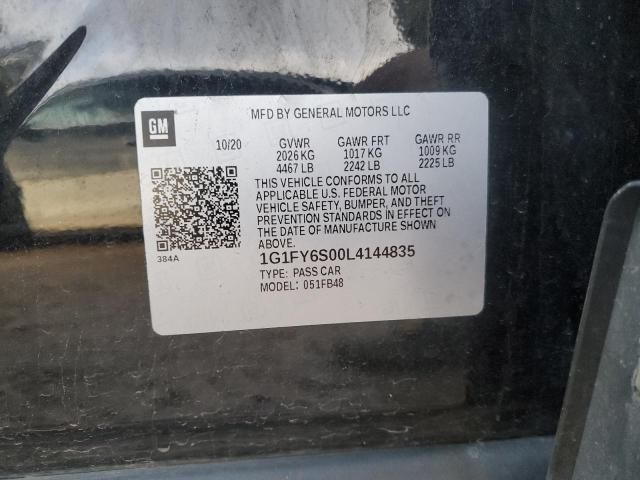 GM
MFD BY GENERAL MOTORS LLC
10/20 GVWR GAWR FRT GAWR RR
2026 KG 1017 KG 1009 KG
4467 LB 2242 LB 2225 LB
THIS VEHICLE CONFORMS TO ALL
APPLICABLE U.S. FEDERAL MOTOR
VEHICLE SAFETY, BUMPER, AND THEFT
PREVENTION STANDARDS IN EFFECT ON
THE DATE OF MANUFACTURE SHOWN
ABOVE.
384A
1G1FY6S00L4144835
TYPE: PASS CAR
MODEL: 051FB48